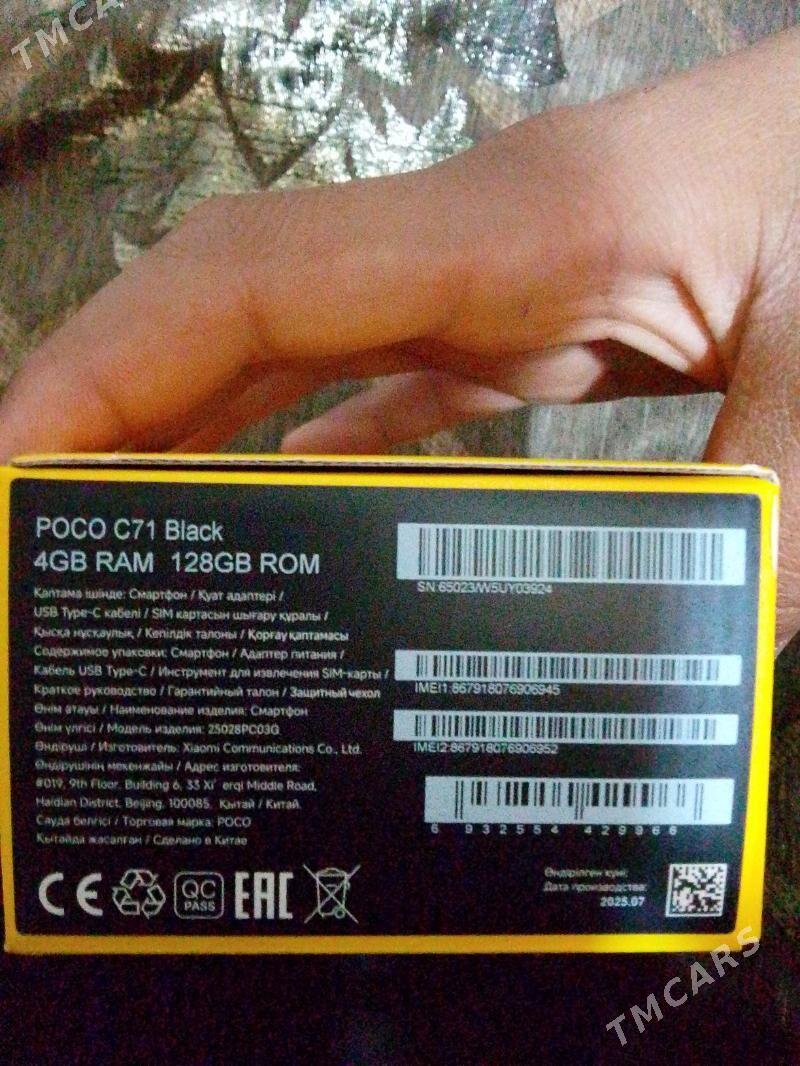 TMCARS
POCO C71 Black
4GB RAM 128GB ROM
Қаптама ішінде: Смартфон / Қуат адаптері /
USB Type-C кабелі / SIM картасын шығару құралы /
Қысқа нұсқаулық / Кепілдік талоны / Қорғау қаптамасы
Содержимое упаковки: Смартфон / Адаптер питания /
Кабель USB Type-C / Инструмент для извлечения SIM-карты /
Краткое руководство / Гарантийный талон / Защитный чехол
Өнім атауы / Наименование изделия: Смартфон
Өнім үлгісі / Модель изделия: 25028PC03G
Өндіруші / Изготовитель: Xiaomi Communications Co., Ltd.
Өндірушінің мекенжайы / Адрес изготовителя:
#019, 9th Floor, Building 6, 33 Xi' erqi Middle Road,
Haidian District, Beijing, 100085, Қытай / Китай
Сауда белгісі / Торговая марка: POCO
Қытайда жасалған / Сделано в Китае
SN:65023/W5UY03924
IMEI1:867918076906945
IMEI2:867918076906952
6 932554 429966
CE
QC
PASS
EAC
Өндірілген күні:
Дата производства:
2025.07
TMCARS